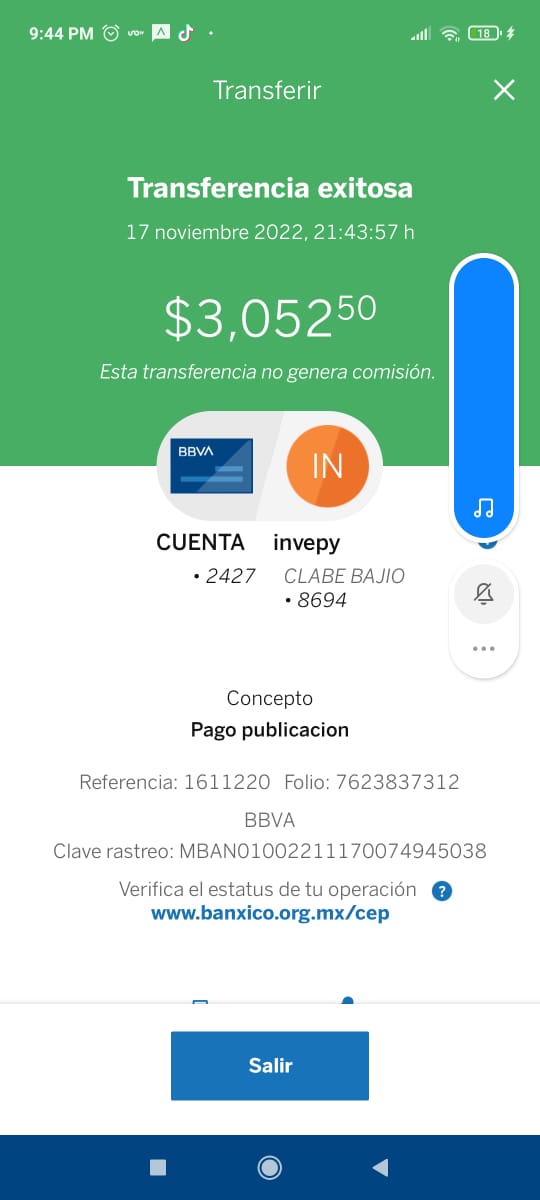 9:44 PM
18
Transferir
Transferencia exitosa
17 noviembre 2022, 21:43:57 h
$3,05250
Esta transferencia no genera comisión.
BBVA
IN
CUENTA invepy
• 2427 CLABE BAJIO
• 8694
Concepto
Pago publicacion
Referencia: 1611220 Folio: 7623837312
BBVA
Clave rastreo: MBAN01002211170074945038
Verifica el estatus de tu operación ?
www.banxico.org.mx/cep
Salir